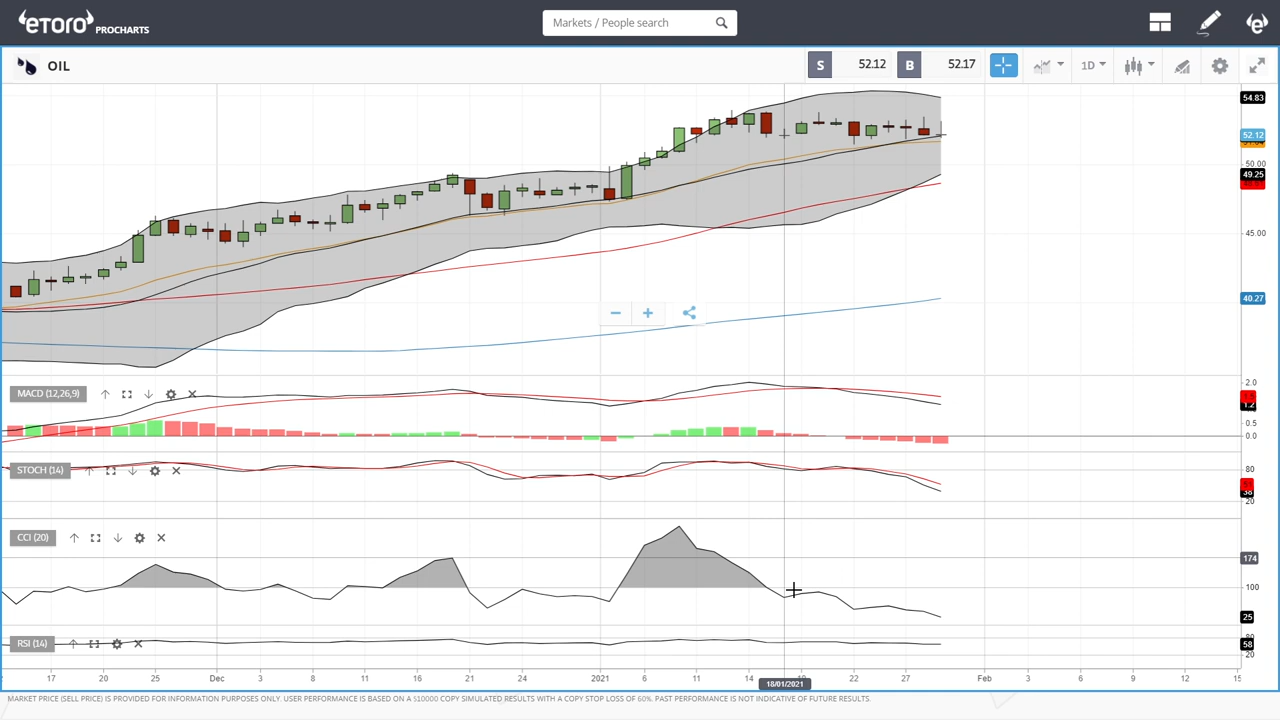 eToro PROCHARTS
Markets / People search
OIL
S 52.12 B 52.17
1D
54.83
52.12
50.00
49.25
45.00
40.27
MACD (12,26,9)
2.0
0.5
0.0
STOCH (14)
80
20
CCI (20)
174
100
25
RSI (14)
80
58
20
17 20 25 Dec 3 8 11 16 21 24 2021 6 11 14 19 22 27 Feb 3 6 9 12 15
18/01/2021
MARKET PRICE (SELL PRICE) IS PROVIDED FOR INFORMATION PURPOSES ONLY. USER PERFORMANCE IS BASED ON A $10000 COPY SIMULATED RESULTS WITH A COPY STOP LOSS OF 60%. PAST PERFORMANCE IS NOT INDICATIVE OF FUTURE RESULTS.